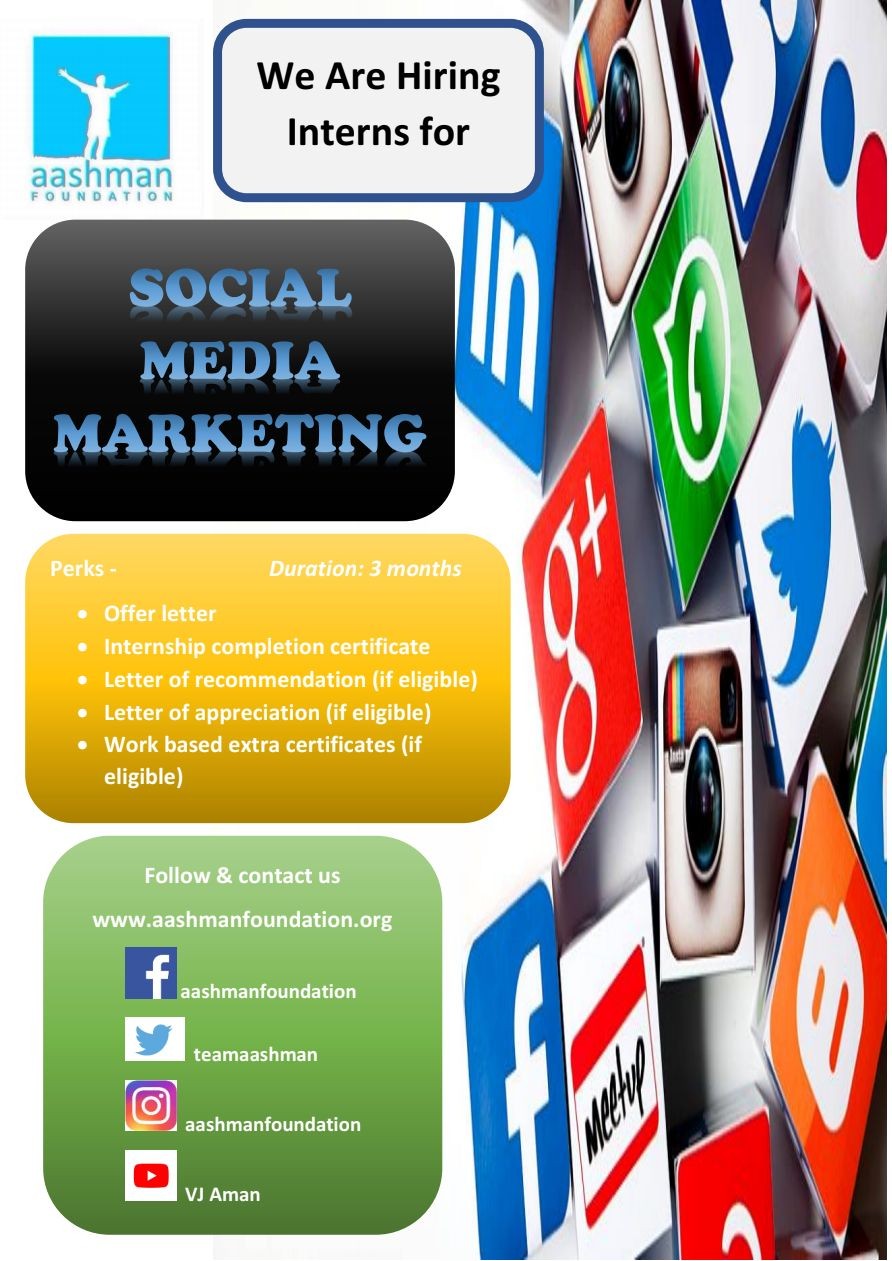 aashman
FOUNDATION
We Are Hiring
Interns for
SOCIAL
MEDIA
MARKETING
Perks - Duration: 3 months
• Offer letter
• Internship completion certificate
• Letter of recommendation (if eligible)
• Letter of appreciation (if eligible)
• Work based extra certificates (if
eligible)
Follow & contact us
www.aashmanfoundation.org
aashmanfoundation
teamaashman
aashmanfoundation
VJ Aman
in
g+
Insta
f
Meetup